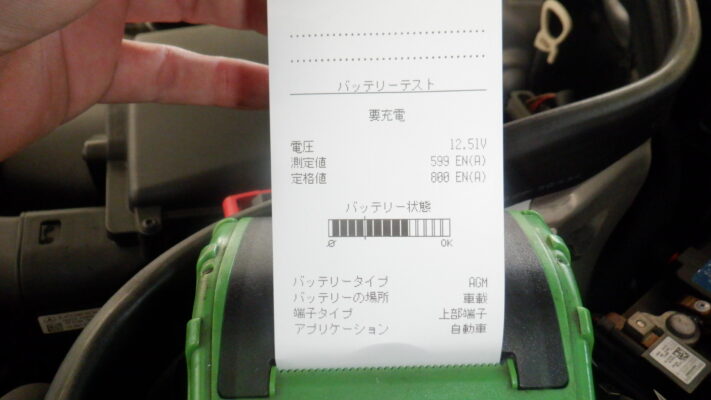 バッテリーテスト
要充電
電圧 12.51V
測定値 599 EN(A)
定格値 800 EN(A)
バッテリー状態
0 OK
バッテリータイプ AGM
バッテリーの場所 車載
端子タイプ 上部端子
アプリケーション 自動車